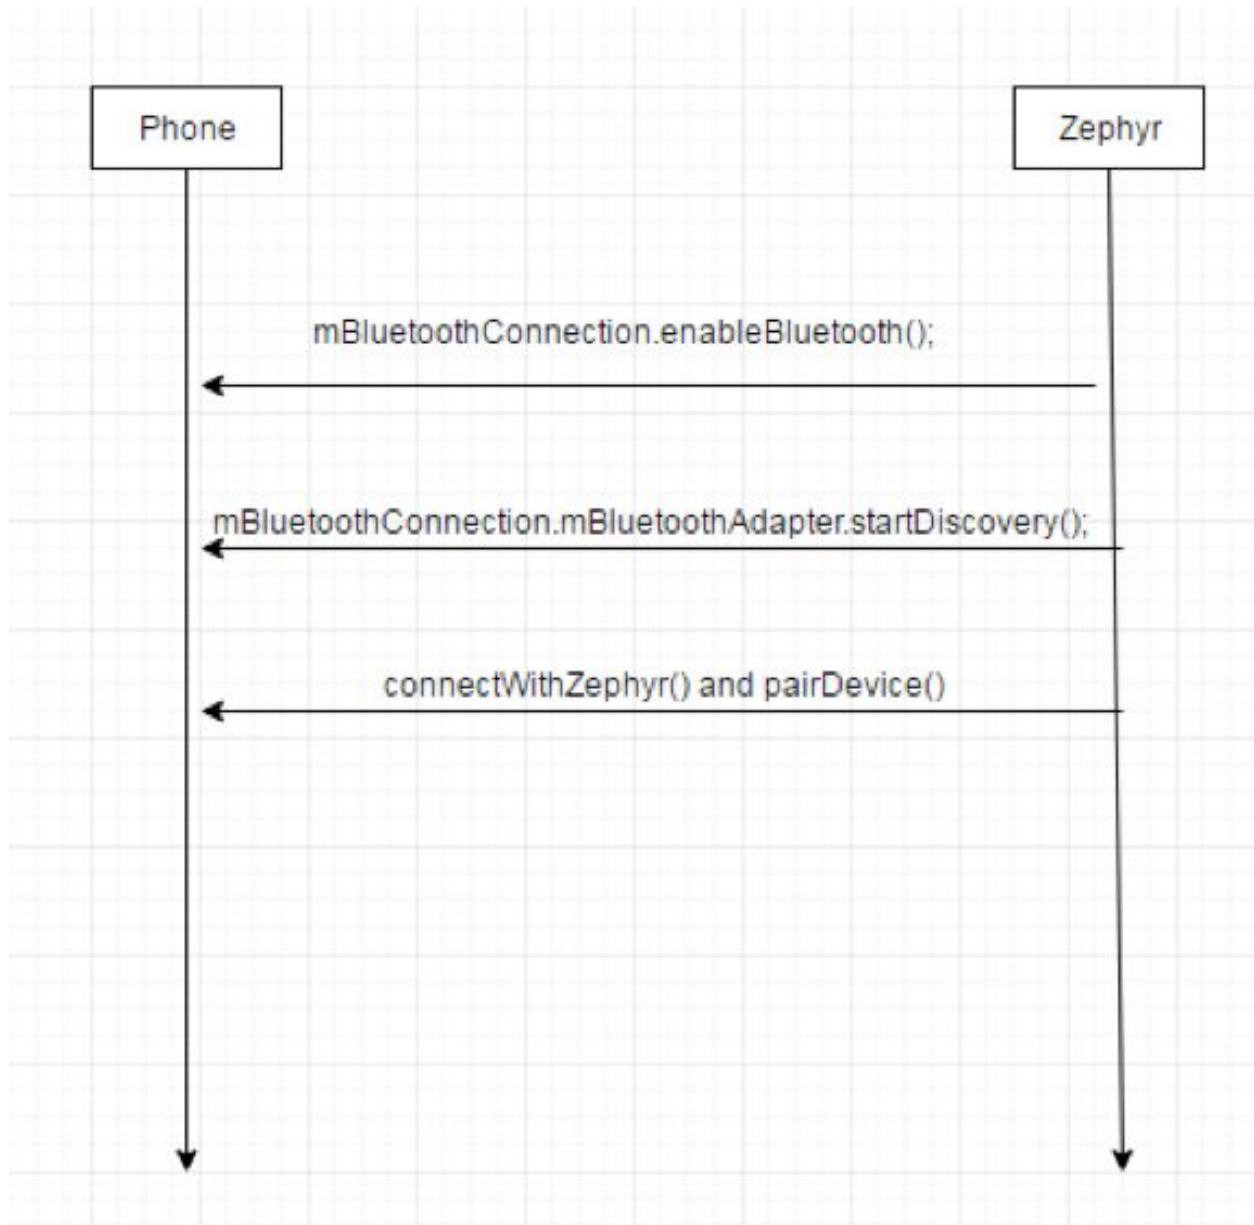 Phone
Zephyr
mBluetoothConnection.enableBluetooth();
mBluetoothConnection.mBluetoothAdapter.startDiscovery();
connectWithZephyr() and pairDevice()